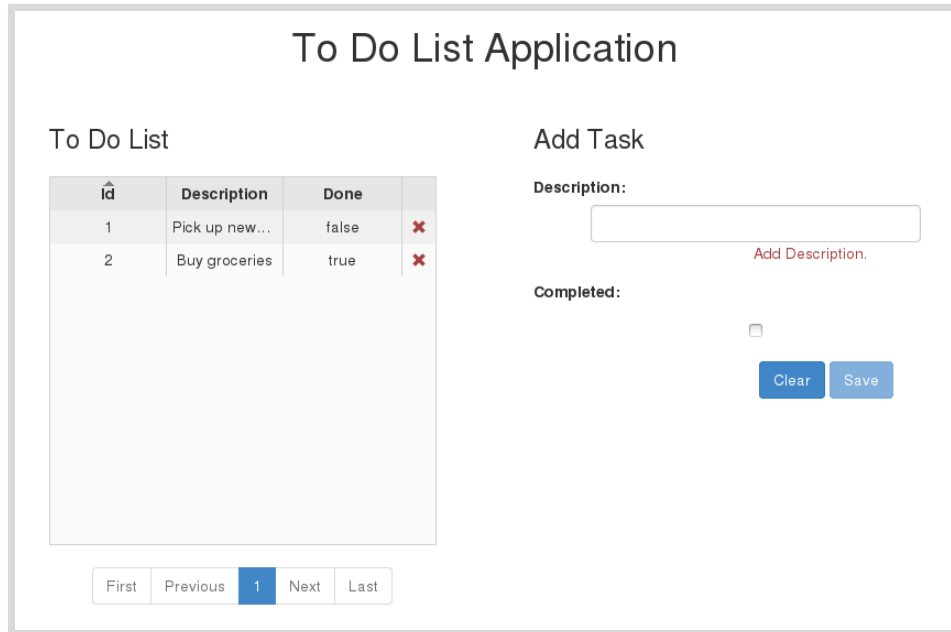 To Do List Application
To Do List
Id Description Done
1 Pick up new... false
2 Buy groceries true
First Previous 1 Next Last
Add Task
Description:
Add Description.
Completed:
Clear Save